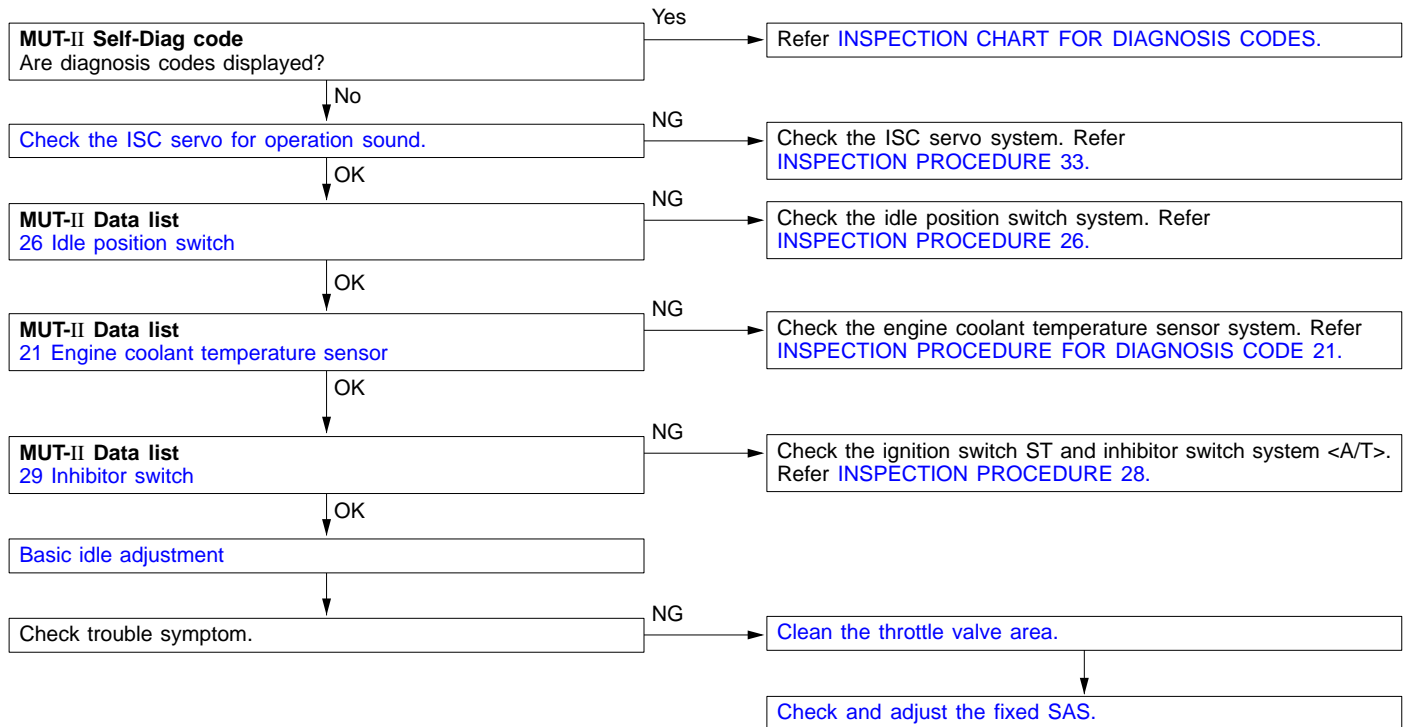 MUT-II Self-Diag code
Are diagnosis codes displayed?
Yes
Refer INSPECTION CHART FOR DIAGNOSIS CODES.
No
Check the ISC servo for operation sound.
NG
Check the ISC servo system. Refer
INSPECTION PROCEDURE 33.
OK
MUT-II Data list
26 Idle position switch
NG
Check the idle position switch system. Refer
INSPECTION PROCEDURE 26.
OK
MUT-II Data list
21 Engine coolant temperature sensor
NG
Check the engine coolant temperature sensor system. Refer
INSPECTION PROCEDURE FOR DIAGNOSIS CODE 21.
OK
MUT-II Data list
29 Inhibitor switch
NG
Check the ignition switch ST and inhibitor switch system <A/T>.
Refer INSPECTION PROCEDURE 28.
OK
Basic idle adjustment
Check trouble symptom.
NG
Clean the throttle valve area.
Check and adjust the fixed SAS.